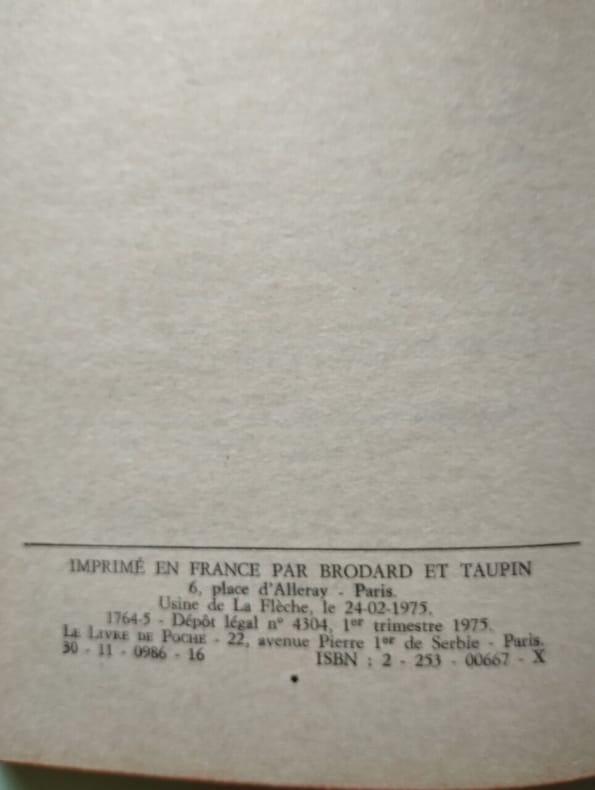 IMPRIMÉ EN FRANCE PAR BRODARD ET TAUPIN
6, place d'Alleray - Paris.
Usine de La Flèche, le 24-02-1975.
1764-5 - Dépôt légal n° 4304, 1er trimestre 1975.
LE LIVRE DE POCHE - 22, avenue Pierre 1er de Serbie - Paris.
30 - 11 - 0986 - 16 ISBN : 2 - 253 - 00667 - X